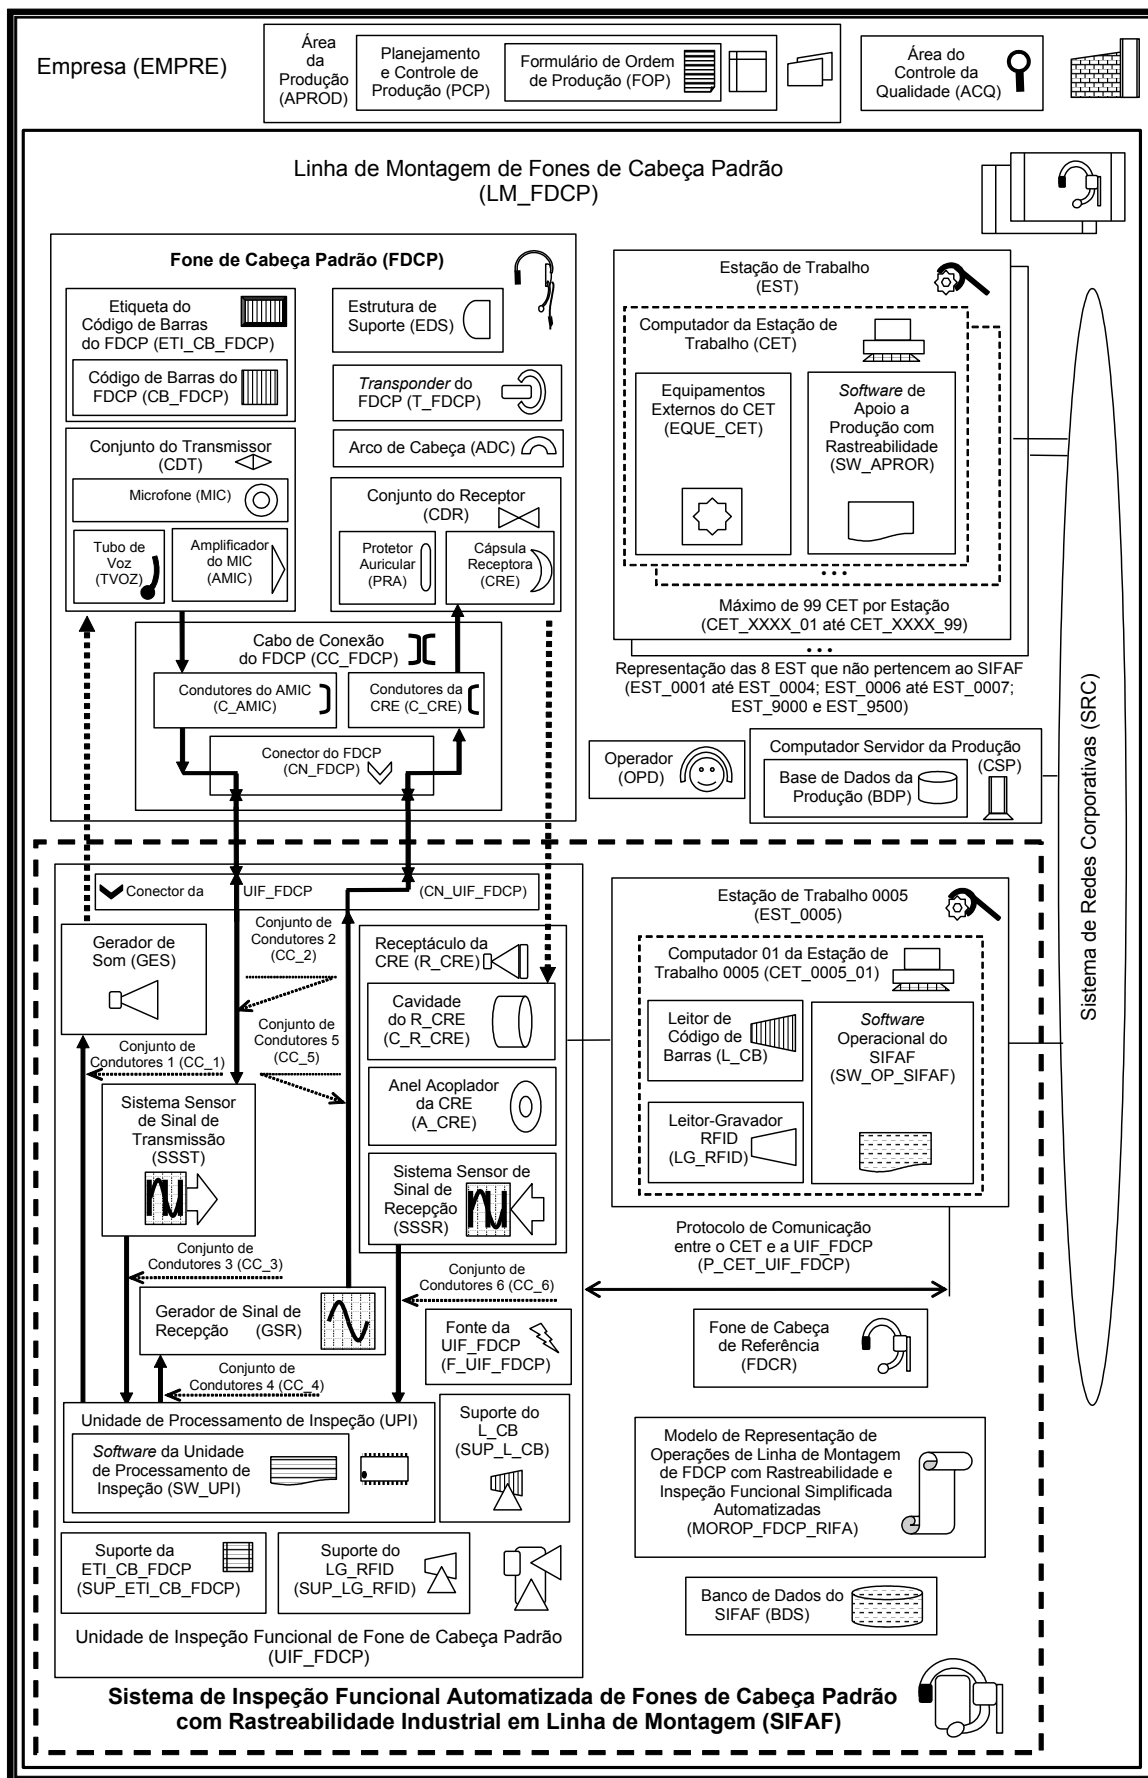 Empresa (EMPRE)
Área
da
Produção
(APROD)
Planejamento
e Controle de
Produção (PCP)
Formulário de Ordem
de Produção (FOP)
Área do
Controle da
Qualidade (ACQ)
Linha de Montagem de Fones de Cabeça Padrão
(LM_FDCP)
Fone de Cabeça Padrão (FDCP)
Etiqueta do
Código de Barras
do FDCP (ETI_CB_FDCP)
Código de Barras do
FDCP (CB_FDCP)
Estrutura de
Suporte (EDS)
Transponder do
FDCP (T_FDCP)
Arco de Cabeça (ADC)
Conjunto do Transmissor
(CDT)
Microfone (MIC)
Tubo de
Voz
(TVOZ)
Amplificador
do MIC
(AMIC)
Conjunto do Receptor
(CDR)
Protetor
Auricular
(PRA)
Cápsula
Receptora
(CRE)
Cabo de Conexão
do FDCP (CC_FDCP)
Condutores do AMIC
(C_AMIC)
Condutores da
CRE (C_CRE)
Conector do FDCP
(CN_FDCP)
Estação de Trabalho
(EST)
Computador da Estação de
Trabalho (CET)
Equipamentos
Externos do CET
(EQUE_CET)
Software de
Apoio a
Produção com
Rastreabilidade
(SW_APROR)
...
Máximo de 99 CET por Estação
(CET_XXXX_01 até CET_XXXX_99)
...
Representação das 8 EST que não pertencem ao SIFAF
(EST_0001 até EST_0004; EST_0006 até EST_0007;
EST_9000 e EST_9500)
Operador
(OPD)
Computador Servidor da Produção
(CSP)
Base de Dados da
Produção (BDP)
Sistema de Redes Corporativas (SRC)
Conector da UIF_FDCP (CN_UIF_FDCP)
Gerador de
Som (GES)
Conjunto de
Condutores 2
(CC_2)
Conjunto de
Condutores 5
(CC_5)
Conjunto de
Condutores 1 (CC_1)
Sistema Sensor
de Sinal de
Transmissão
(SSST)
Receptáculo da
CRE (R_CRE)
Cavidade
do R_CRE
(C_R_CRE)
Anel Acoplador
da CRE
(A_CRE)
Sistema Sensor de
Sinal de
Recepção
(SSSR)
Conjunto de
Condutores 3 (CC_3)
Conjunto de
Condutores 6 (CC_6)
Gerador de Sinal de
Recepção (GSR)
Conjunto de
Condutores 4 (CC_4)
Fonte da
UIF_FDCP
(F_UIF_FDCP)
Unidade de Processamento de Inspeção (UPI)
Software da Unidade
de Processamento de
Inspeção (SW_UPI)
Suporte do
L_CB
(SUP_L_CB)
Suporte da
ETI_CB_FDCP
(SUP_ETI_CB_FDCP)
Suporte do
LG_RFID
(SUP_LG_RFID)
Unidade de Inspeção Funcional de Fone de Cabeça Padrão
(UIF_FDCP)
Estação de Trabalho 0005
(EST_0005)
Computador 01 da Estação de
Trabalho 0005 (CET_0005_01)
Leitor de
Código de
Barras (L_CB)
Leitor-Gravador
RFID
(LG_RFID)
Software
Operacional do
SIFAF
(SW_OP_SIFAF)
Protocolo de Comunicação
entre o CET e a UIF_FDCP
(P_CET_UIF_FDCP)
Fone de Cabeça
de Referência
(FDCR)
Modelo de Representação de
Operações de Linha de Montagem
de FDCP com Rastreabilidade e
Inspeção Funcional Simplificada
Automatizadas
(MOROP_FDCP_RIFA)
Banco de Dados do
SIFAF (BDS)
Sistema de Inspeção Funcional Automatizada de Fones de Cabeça Padrão
com Rastreabilidade Industrial em Linha de Montagem (SIFAF)